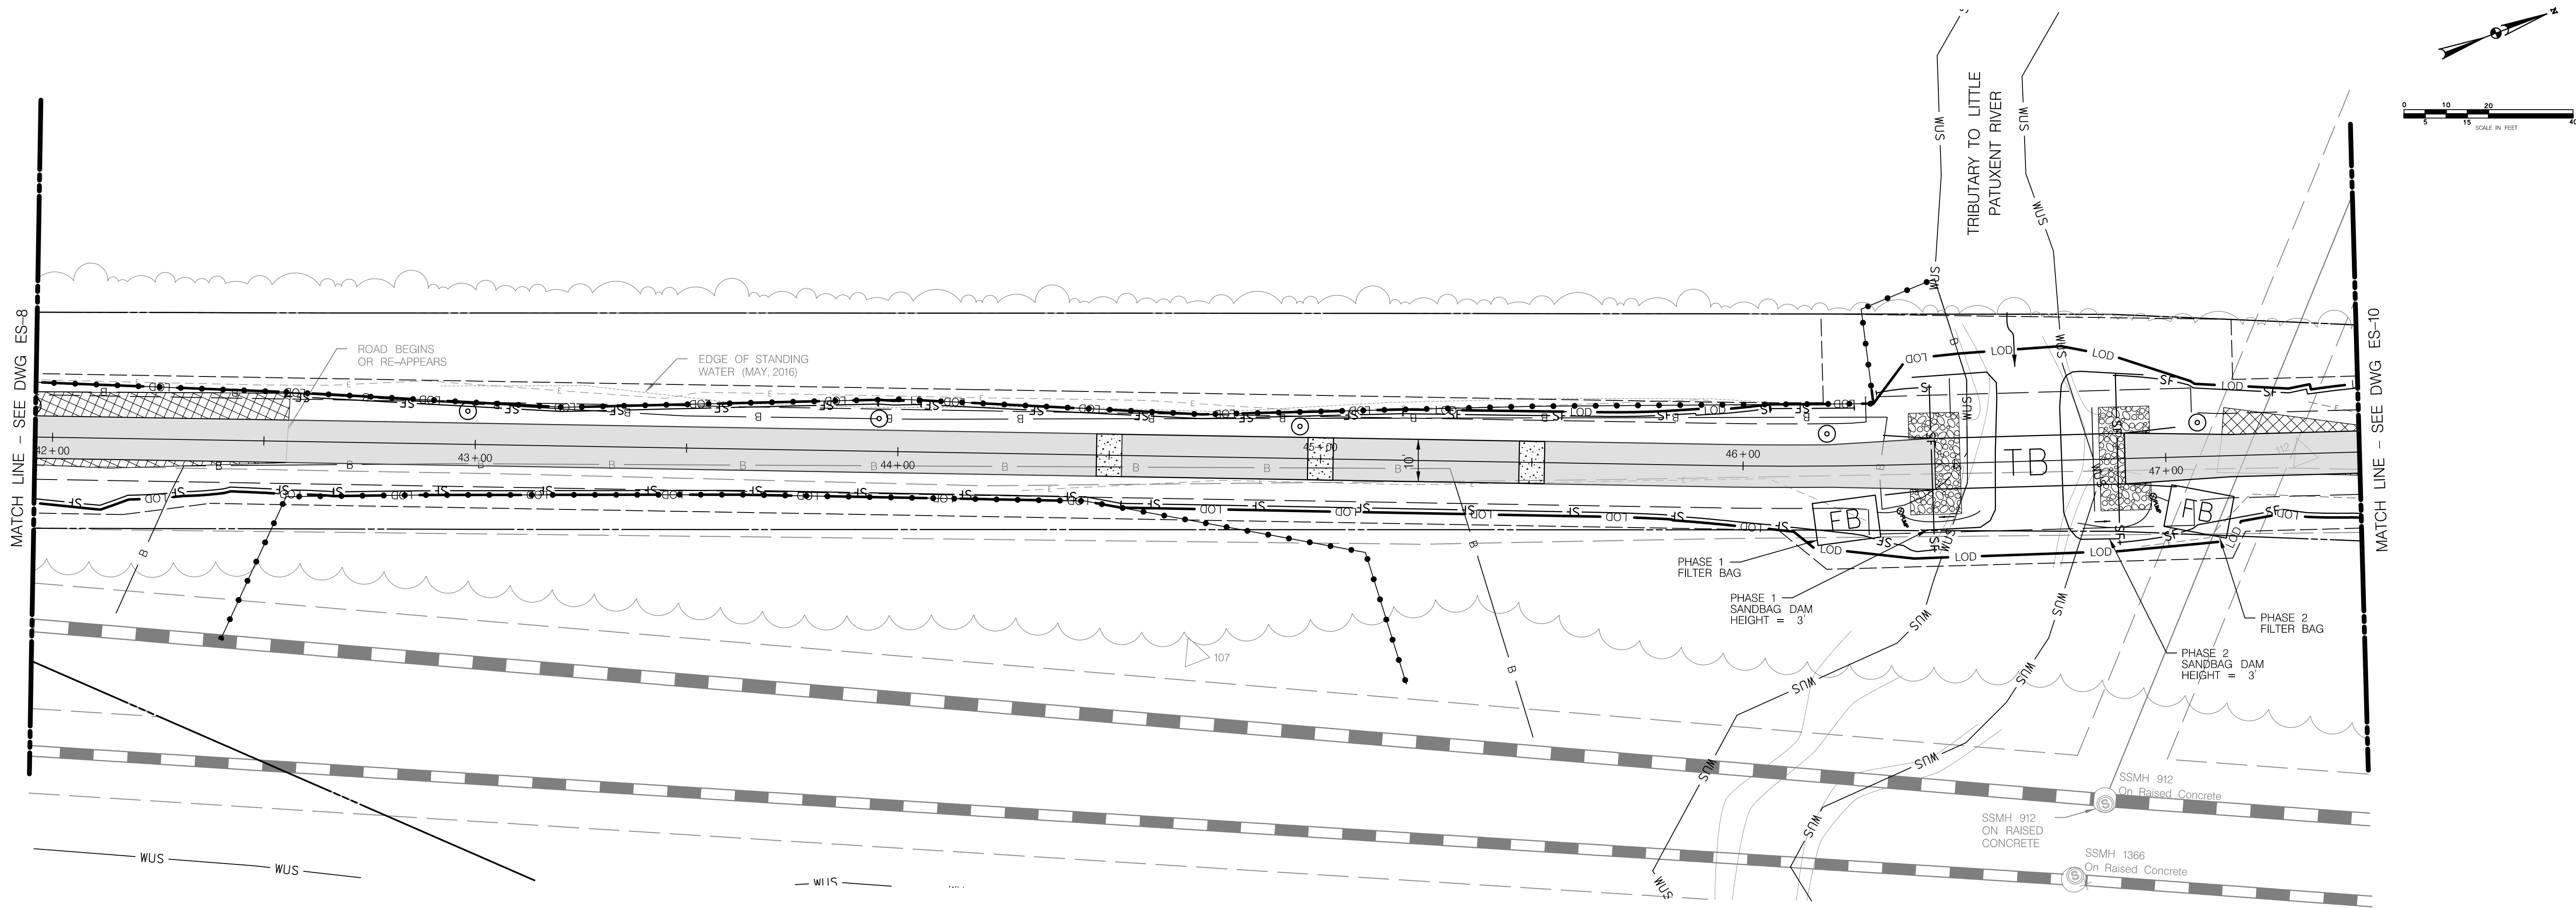 MATCH LINE – SEE DWG ES–8
ROAD BEGINS
OR RE–APPEARS
EDGE OF STANDING
WATER (MAY, 2016)
TRIBUTARY TO LITTLE
PATUXENT RIVER
N
0 10 20 40
5 15
SCALE IN FEET
MATCH LINE – SEE DWG ES–10
42+00
43+00
44+00
45+00
46+00
47+00
10'
TB
FB
FB
LOD
SF
WUS
B
E
PHASE 1
FILTER BAG
PHASE 1
SANDBAG DAM
HEIGHT = 3'
PHASE 2
FILTER BAG
PHASE 2
SANDBAG DAM
HEIGHT = 3'
107
112
SSMH 912
On Raised Concrete
SSMH 912
ON RAISED
CONCRETE
SSMH 1366
On Raised Concrete
S
S
WUS
WUS
WUS